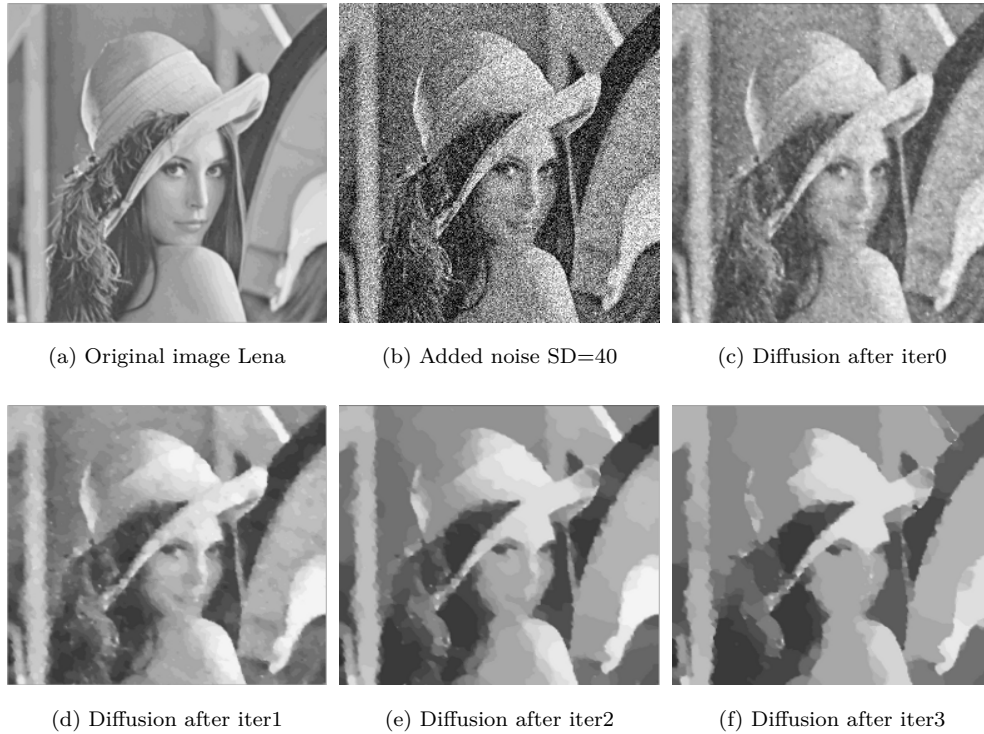 (a) Original image Lena
(b) Added noise SD=40
(c) Diffusion after iter0
(d) Diffusion after iter1
(e) Diffusion after iter2
(f) Diffusion after iter3